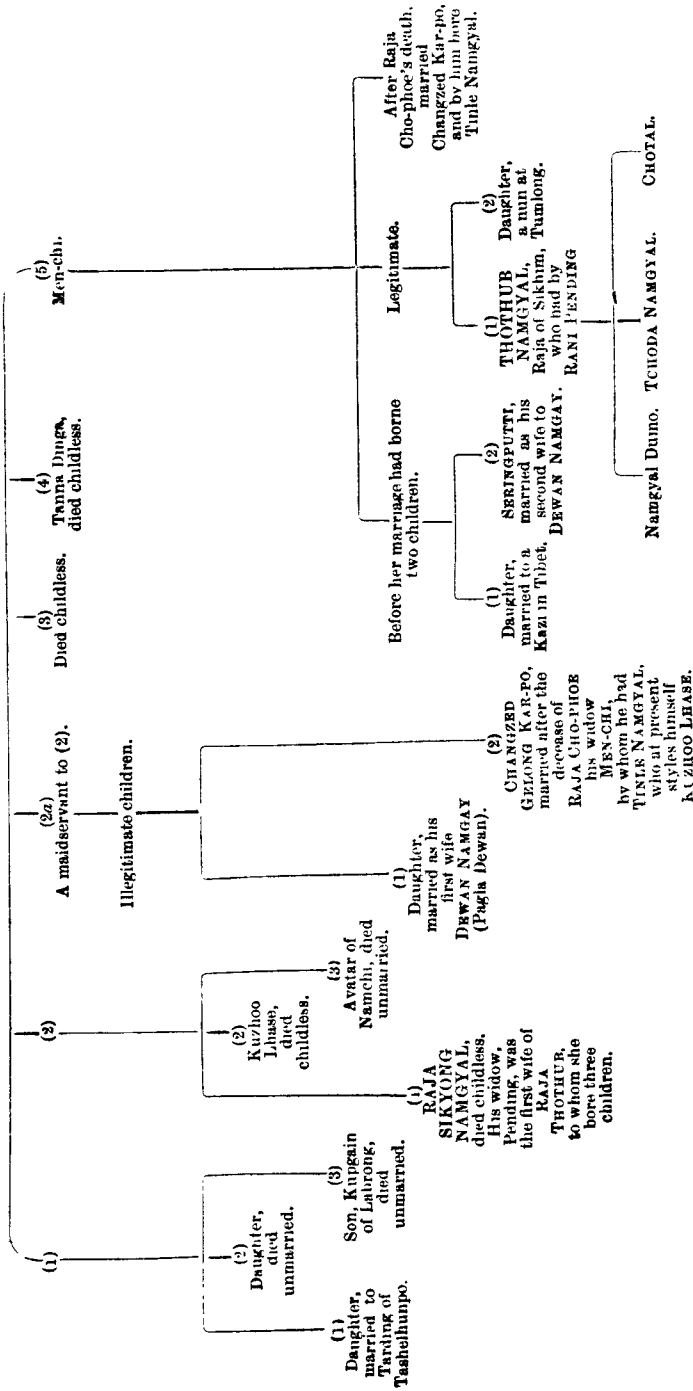 (1)
(2)
(2a)
A maidservant to (2).
(3)
Died childless.
(4)
Tanna Dinga,
died childless.
(5)
Men-chi.
(1)
Daughter,
married to
Tarding of
Tashelhunpo.
(2)
Daughter,
died
unmarried.
(3)
Son, Kupgain
of Labrong,
died
unmarried.
(1)
RAJA
SIKYONG
NAMGYAL,
died childless.
His widow,
Pending, was
the first wife of
RAJA
THOTHUB,
to whom she
bore three
children.
(2)
Kuzhoo
Lhase,
died
childless.
(3)
Avatar of
Namchi, died
unmarried.
Illegitimate children.
(1)
Daughter,
married as his
first wife
DEWAN NAMGAY
(Pagla Dewan).
(2)
CHANGZED
GELONG KAR-PO,
married after the
decease of
RAJA CHO-PHOE
his widow
MEN-CHI,
by whom he had
TINLE NAMGYAL,
who at present
styles himself
KUZHOO LHASE.
Before her marriage had borne
two children.
(1)
Daughter,
married to a
Kazi in Tibet.
(2)
SERINGPUTTI,
married as his
second wife to
DEWAN NAMGAY.
Legitimate.
(1)
THOTHUB
NAMGYAL,
Raja of Sikhim,
who had by
RANI PENDING
(2)
Daughter,
a nun at
Tumlong.
After Raja
Cho-phoe's death,
married
Changzed Kar-po,
and by him bore
Tinle Namgyal.
Namgyal Dumo.
TCHODA NAMGYAL.
CHOTAL.